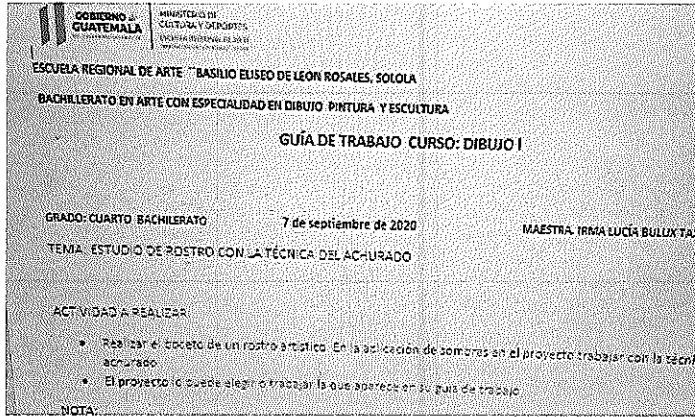 GOBIERNO de
GUATEMALA
MINISTERIO DE
CULTURA Y DEPORTES
ESCUELA REGIONAL DE ARTE ¨BASILIO ELISEO DE LEÓN ROSALES, SOLOLA
BACHILLERATO EN ARTE CON ESPECIALIDAD EN DIBUJO PINTURA Y ESCULTURA
GUÍA DE TRABAJO CURSO: DIBUJO I
GRADO: CUARTO BACHILERATO 7 de septiembre de 2020 MAESTRA. IRMA LUCÍA BULUX
TEMA: ESTUDIO DE ROSTRO CON LA TÉCNICA DEL ACHURADO
ACTIVIDAD A REALIZAR
• Realizar el boceto de un rostro artístico. En la aplicación de sombras en el proyecto trabajar con la
achurado
• El proyecto lo puede elegir o trabajar la que aparece en su guía de trabajo
NOTA: